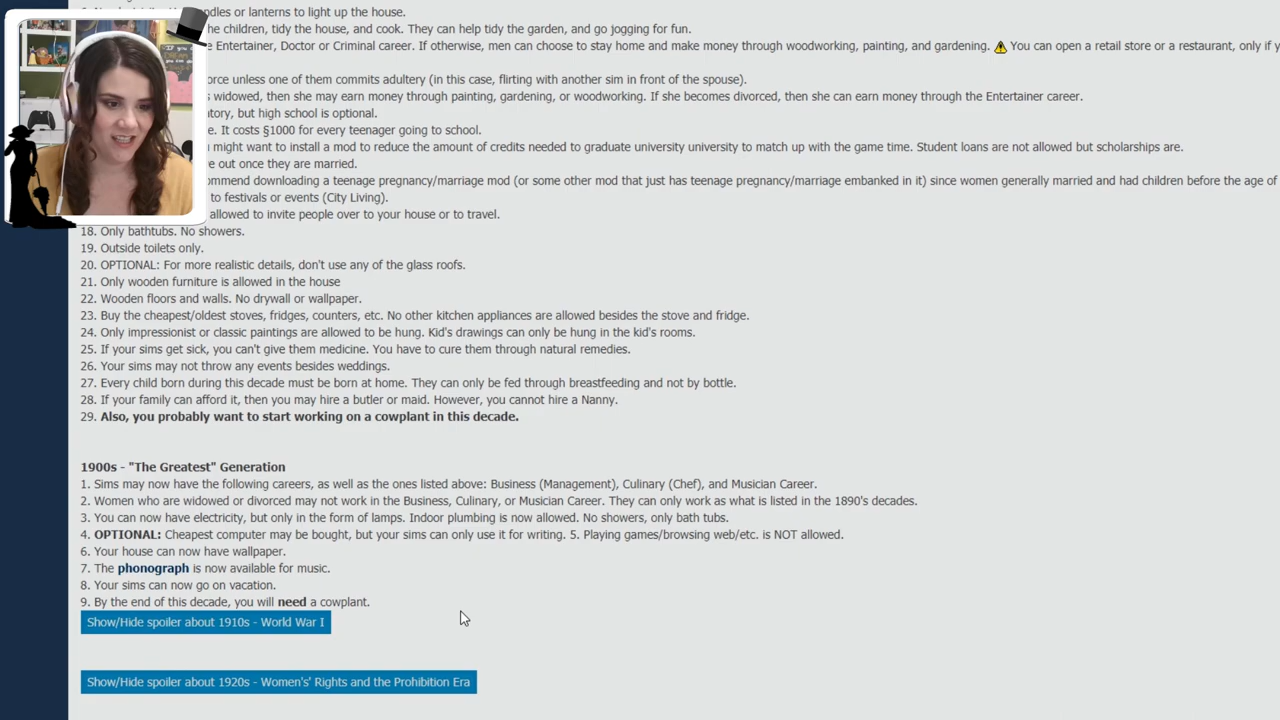 ndles or lanterns to light up the house.
he children, tidy the house, and cook. They can help tidy the garden, and go jogging for fun.
e Entertainer, Doctor or Criminal career. If otherwise, men can choose to stay home and make money through woodworking, painting, and gardening. You can open a retail store or a restaurant, only if y
orce unless one of them commits adultery (in this case, flirting with another sim in front of the spouse).
s widowed, then she may earn money through painting, gardening, or woodworking. If she becomes divorced, then she can earn money through the Entertainer career.
atory, but high school is optional.
e. It costs §1000 for every teenager going to school.
might want to install a mod to reduce the amount of credits needed to graduate university university to match up with the game time. Student loans are not allowed but scholarships are.
e out once they are married.
ommend downloading a teenage pregnancy/marriage mod (or some other mod that just has teenage pregnancy/marriage embanked in it) since women generally married and had children before the age of
to festivals or events (City Living).
allowed to invite people over to your house or to travel.
18. Only bathtubs. No showers.
19. Outside toilets only.
20. OPTIONAL: For more realistic details, don't use any of the glass roofs.
21. Only wooden furniture is allowed in the house
22. Wooden floors and walls. No drywall or wallpaper.
23. Buy the cheapest/oldest stoves, fridges, counters, etc. No other kitchen appliances are allowed besides the stove and fridge.
24. Only impressionist or classic paintings are allowed to be hung. Kid's drawings can only be hung in the kid's rooms.
25. If your sims get sick, you can't give them medicine. You have to cure them through natural remedies.
26. Your sims may not throw any events besides weddings.
27. Every child born during this decade must be born at home. They can only be fed through breastfeeding and not by bottle.
28. If your family can afford it, then you may hire a butler or maid. However, you cannot hire a Nanny.
29. Also, you probably want to start working on a cowplant in this decade.
1900s - "The Greatest" Generation
1. Sims may now have the following careers, as well as the ones listed above: Business (Management), Culinary (Chef), and Musician Career.
2. Women who are widowed or divorced may not work in the Business, Culinary, or Musician Career. They can only work as what is listed in the 1890's decades.
3. You can now have electricity, but only in the form of lamps. Indoor plumbing is now allowed. No showers, only bath tubs.
4. OPTIONAL: Cheapest computer may be bought, but your sims can only use it for writing. 5. Playing games/browsing web/etc. is NOT allowed.
6. Your house can now have wallpaper.
7. The phonograph is now available for music.
8. Your sims can now go on vacation.
9. By the end of this decade, you will need a cowplant.
Show/Hide spoiler about 1910s - World War I
Show/Hide spoiler about 1920s - Women's' Rights and the Prohibition Era